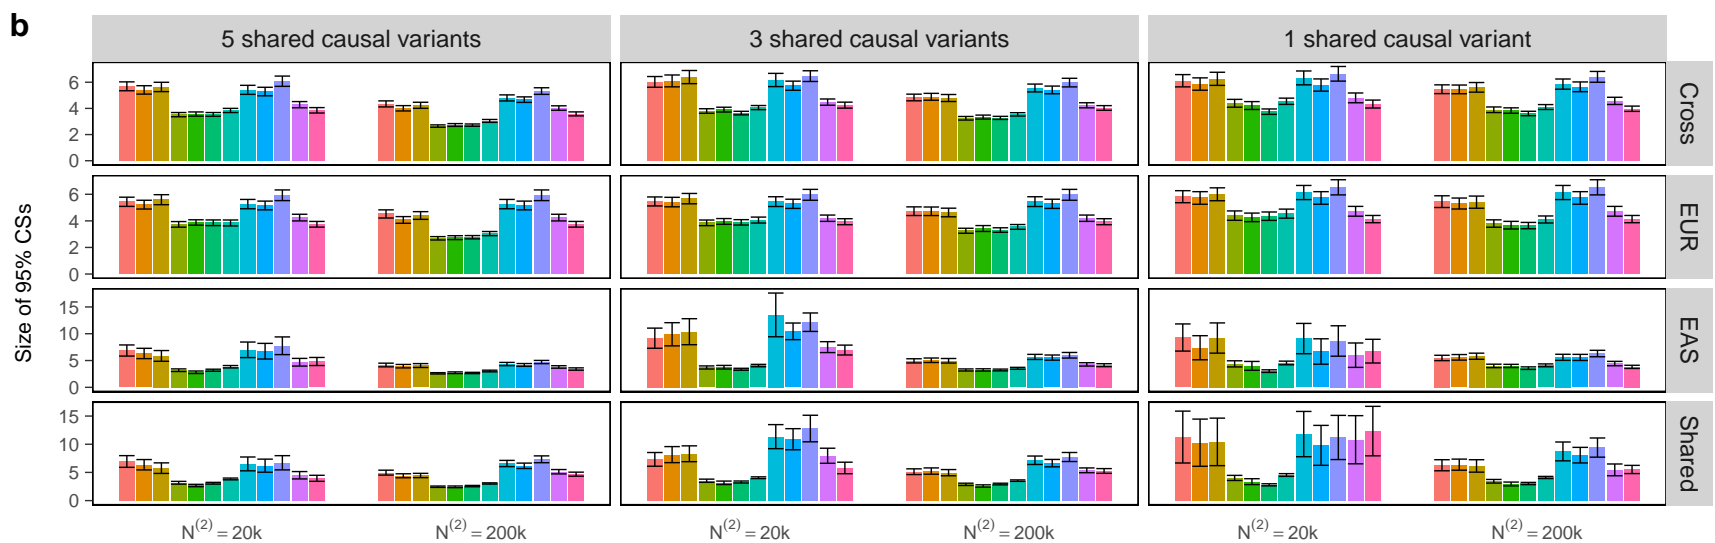 b
5 shared causal variants
3 shared causal variants
1 shared causal variant
Size of 95% CSs
6
4
2
0
Cross
6
4
2
0
EUR
15
10
5
0
EAS
15
10
5
0
Shared
N⁽²⁾ = 20k
N⁽²⁾ = 200k
N⁽²⁾ = 20k
N⁽²⁾ = 200k
N⁽²⁾ = 20k
N⁽²⁾ = 200k